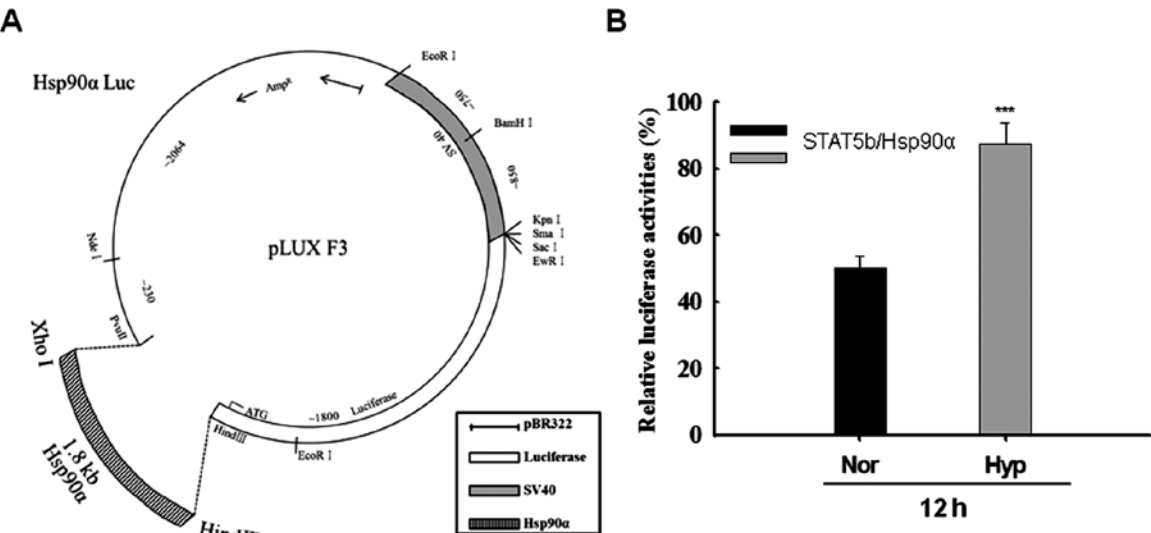 A
Hsp90α Luc
Amp^R
EcoR I
~750
BamH I
SV 40
~850
~2064
Kpn I
Sma I
Sac I
EwR I
pLUX F3
Nde I
~230
PvuII
Xho I
1.8 kb
Hsp90α
ATG
~1800
Luciferase
HindIII
EcoR I
pBR322
Luciferase
SV40
Hsp90α
B
Relative luciferase activities (%)
100
80
60
40
20
0
STAT5b/Hsp90α
***
Nor
Hyp
12 h